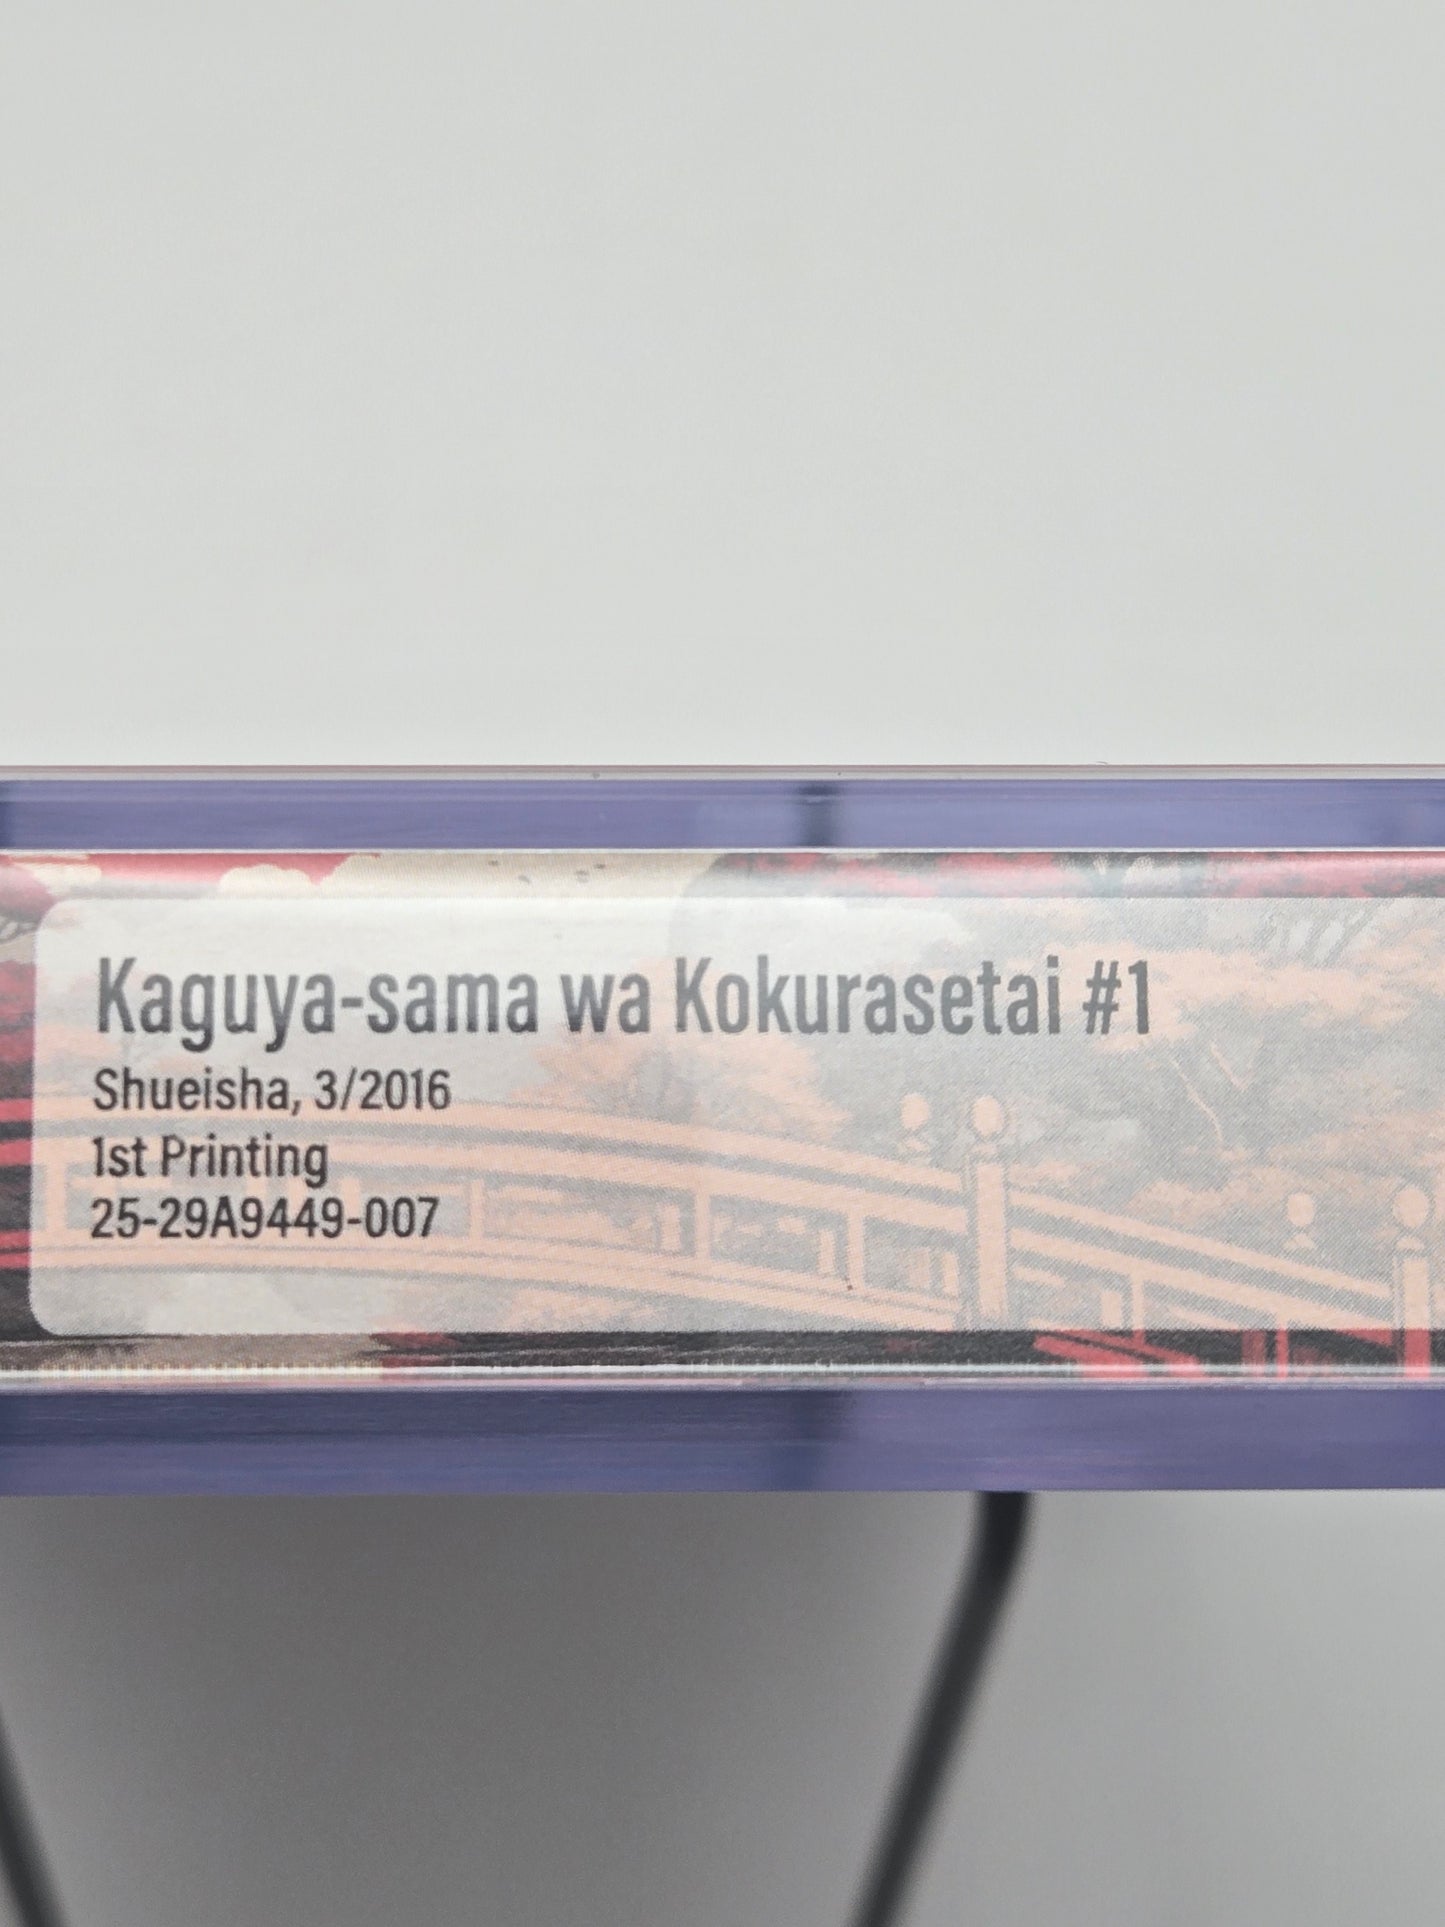 Kaguya-sama wa Kokurasetai #1
Shueisha, 3/2016
1st Printing
25-29A9449-007